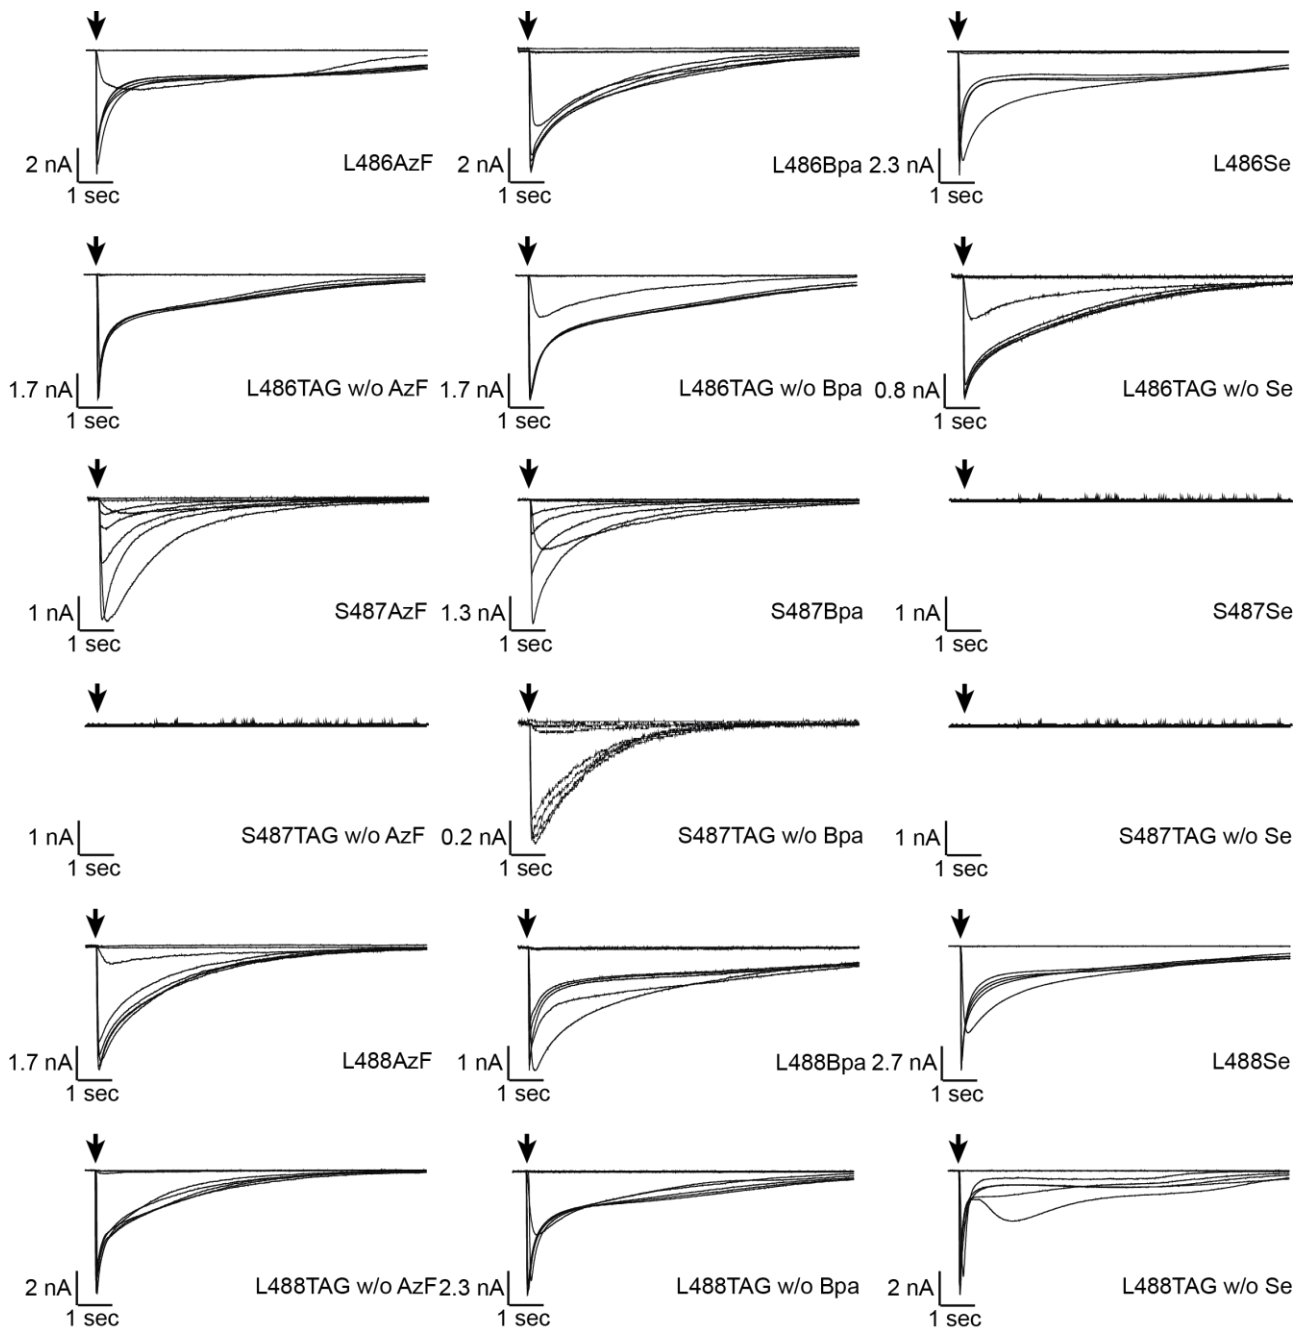 2 nA L486AzF 2 nA L486Bpa 2.3 nA L486Se
1 sec 1 sec 1 sec
1.7 nA L486TAG w/o AzF 1.7 nA L486TAG w/o Bpa 0.8 nA L486TAG w/o Se
1 sec 1 sec 1 sec
1 nA S487AzF 1.3 nA S487Bpa 1 nA S487Se
1 sec 1 sec 1 sec
1 nA S487TAG w/o AzF 0.2 nA S487TAG w/o Bpa 1 nA S487TAG w/o Se
1 sec 1 sec 1 sec
1.7 nA L488AzF 1 nA L488Bpa 2.7 nA L488Se
1 sec 1 sec 1 sec
2 nA L488TAG w/o AzF 2.3 nA L488TAG w/o Bpa 2 nA L488TAG w/o Se
1 sec 1 sec 1 sec